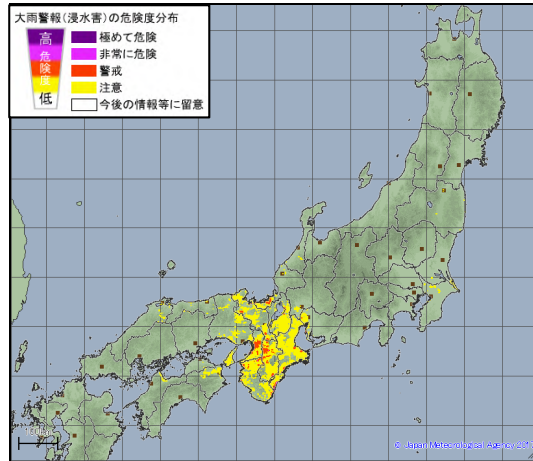 大雨警報(浸水害)の危険度分布
高
危険度
低
極めて危険
非常に危険
警戒
注意
今後の情報等に留意
© Japan Meteorological Agency